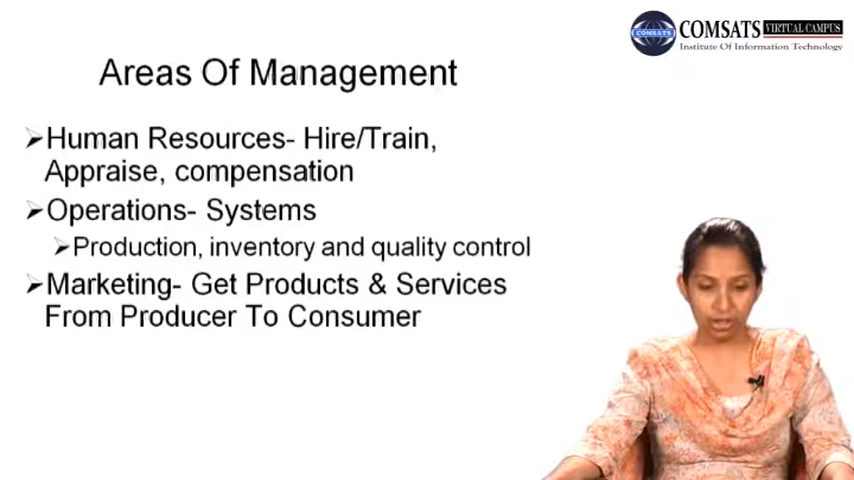 COMSATS VIRTUAL CAMPUS
COMSATS
Institute Of Information Technology
Areas Of Management
➢Human Resources- Hire/Train,
Appraise, compensation
➢Operations- Systems
➢Production, inventory and quality control
➢Marketing- Get Products & Services
From Producer To Consumer